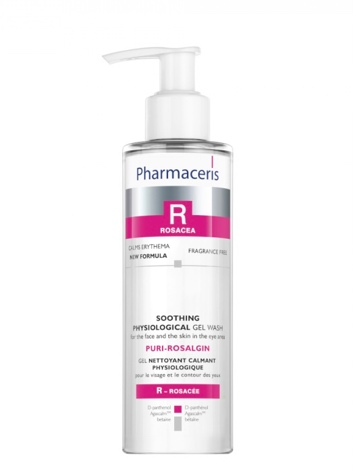 Pharmaceris
R
ROSACEA
CALMS ERYTHEMA
NEW FORMULA
FRAGRANCE FREE
SOOTHING
PHYSIOLOGICAL GEL WASH
for the face and the skin in the eye area
PURI-ROSALGIN
GEL NETTOYANT CALMANT
PHYSIOLOGIQUE
pour le visage et le contour des yeux
R – ROSACÉE
D-panthenol
D-panthenol